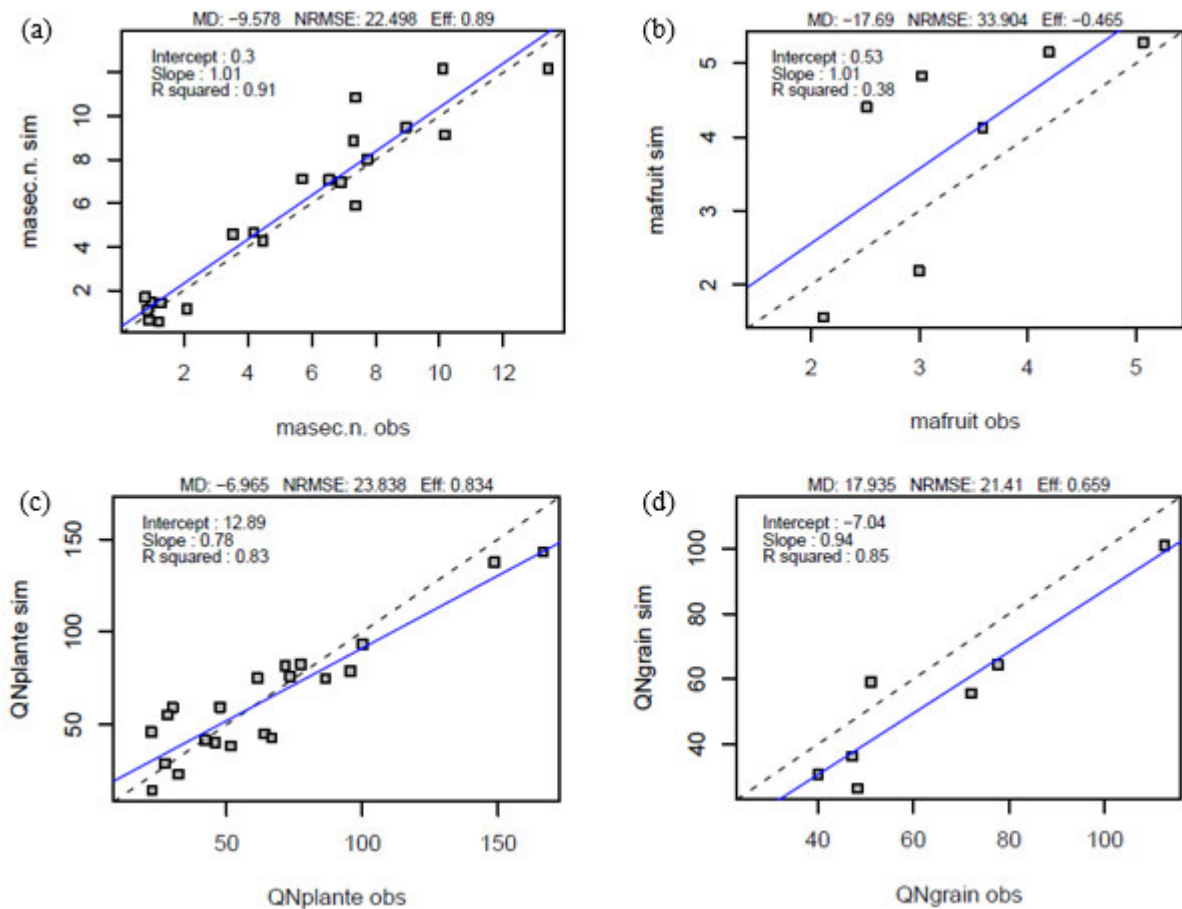 (a)
MD: −9.578 NRMSE: 22.498 Eff: 0.89
Intercept : 0.3
Slope : 1.01
R squared : 0.91
masec.n. sim
2
4
6
8
10
2 4 6 8 10 12
masec.n. obs
(b)
MD: -17.69 NRMSE: 33.904 Eff: −0.465
Intercept : 0.53
Slope : 1.01
R squared : 0.38
mafruit sim
2
3
4
5
2 3 4 5
mafruit obs
(c)
MD: −6.965 NRMSE: 23.838 Eff: 0.834
Intercept : 12.89
Slope : 0.78
R squared : 0.83
QNplante sim
50
100
150
50 100 150
QNplante obs
(d)
MD: 17.935 NRMSE: 21.41 Eff: 0.659
Intercept : −7.04
Slope : 0.94
R squared : 0.85
QNgrain sim
40
60
80
100
40 60 80 100
QNgrain obs